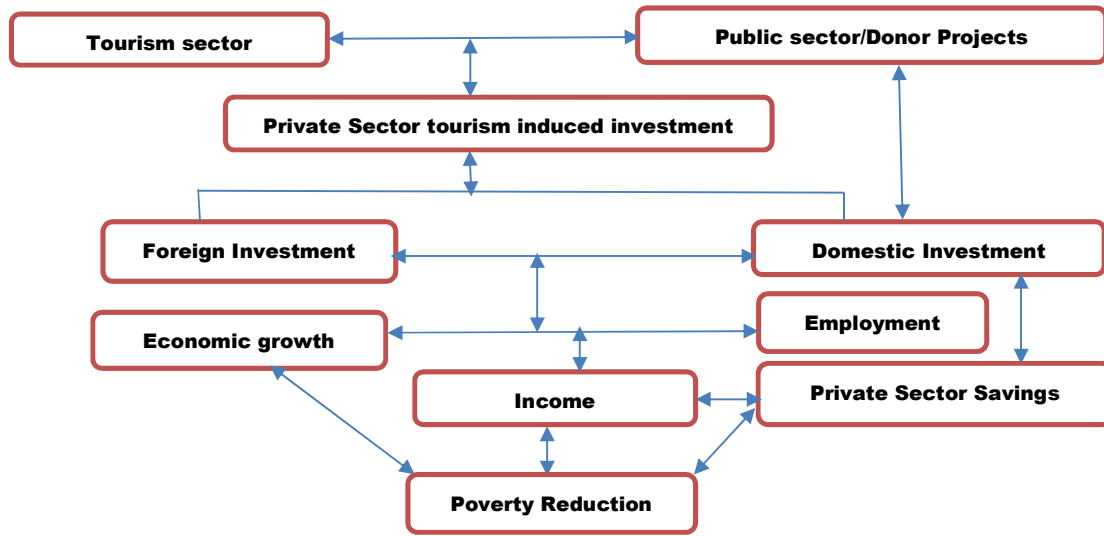 Tourism sector
Public sector/Donor Projects
Private Sector tourism induced investment
Foreign Investment
Domestic Investment
Economic growth
Employment
Income
Private Sector Savings
Poverty Reduction